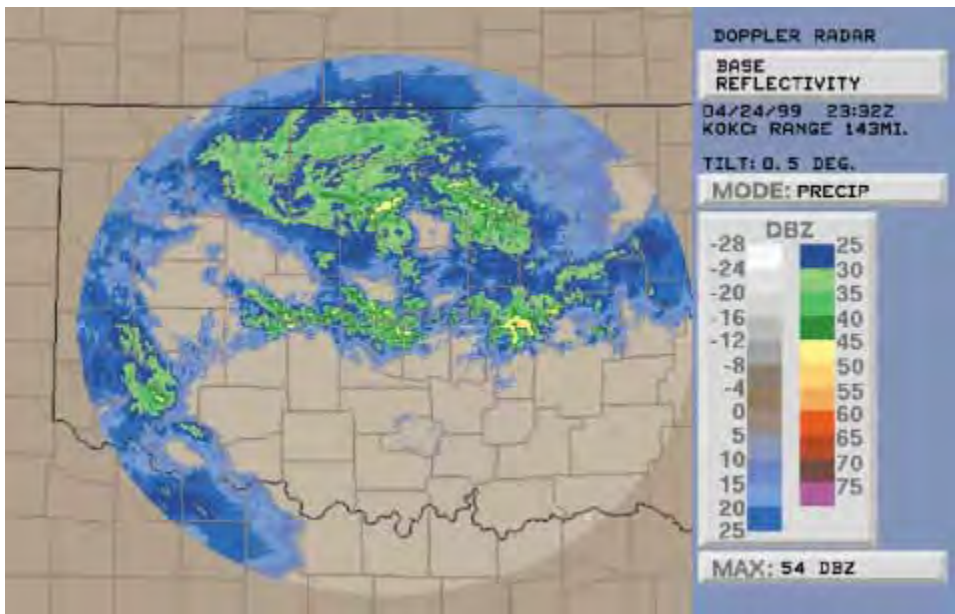 DOPPLER RADAR
BASE
REFLECTIVITY
04/24/99 23:32Z
KOKC: RANGE 143MI.
TILT: 0.5 DEG.
MODE: PRECIP
DBZ
-28 25
-24 30
-20 35
-16 40
-12 45
-8 50
-4 55
0 60
5 65
10 70
15 75
20
25
MAX: 54 DBZ